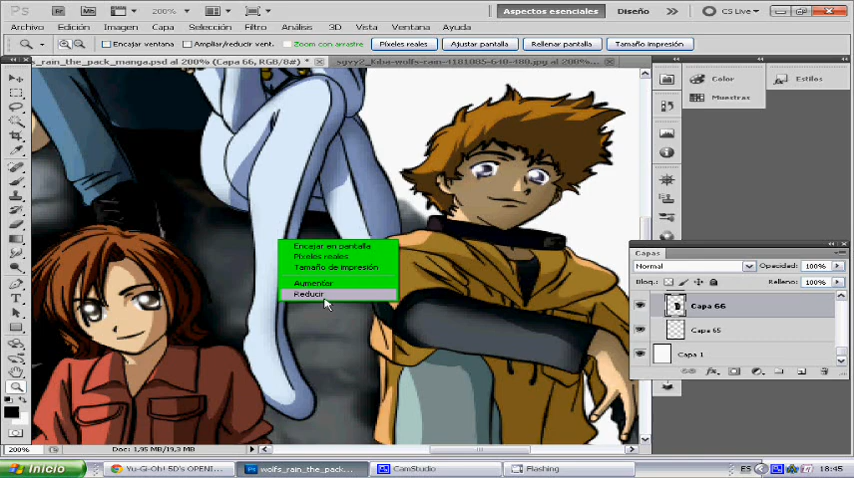 Ps Br Mb 200% Aspectos esenciales Diseño CS Live
Archivo Edición Imagen Capa Selección Filtro Análisis 3D Vista Ventana Ayuda
Encajar ventana Ampliar/reducir vent. Zoom con arrastre Píxeles reales Ajustar pantalla Rellenar pantalla Tamaño impresión
fs_rain_the_pack_manga.psd al 200% (Capa 66, RGB/8#) *
Color
Muestras
Estilos
Encajar en pantalla
Píxeles reales
Tamaño de impresión
Aumentar
Reducir
Capas
Normal Opacidad: 100%
Bloq.: Relleno: 100%
Capa 66
Capa 65
Capa 1
fx
T
200% Doc: 1,95 MB/19,3 MB
Inicio Yu-Gi-Oh! 5D's OPENI... wolfs_rain_the_pack... CamStudio Flashing ES 18:45